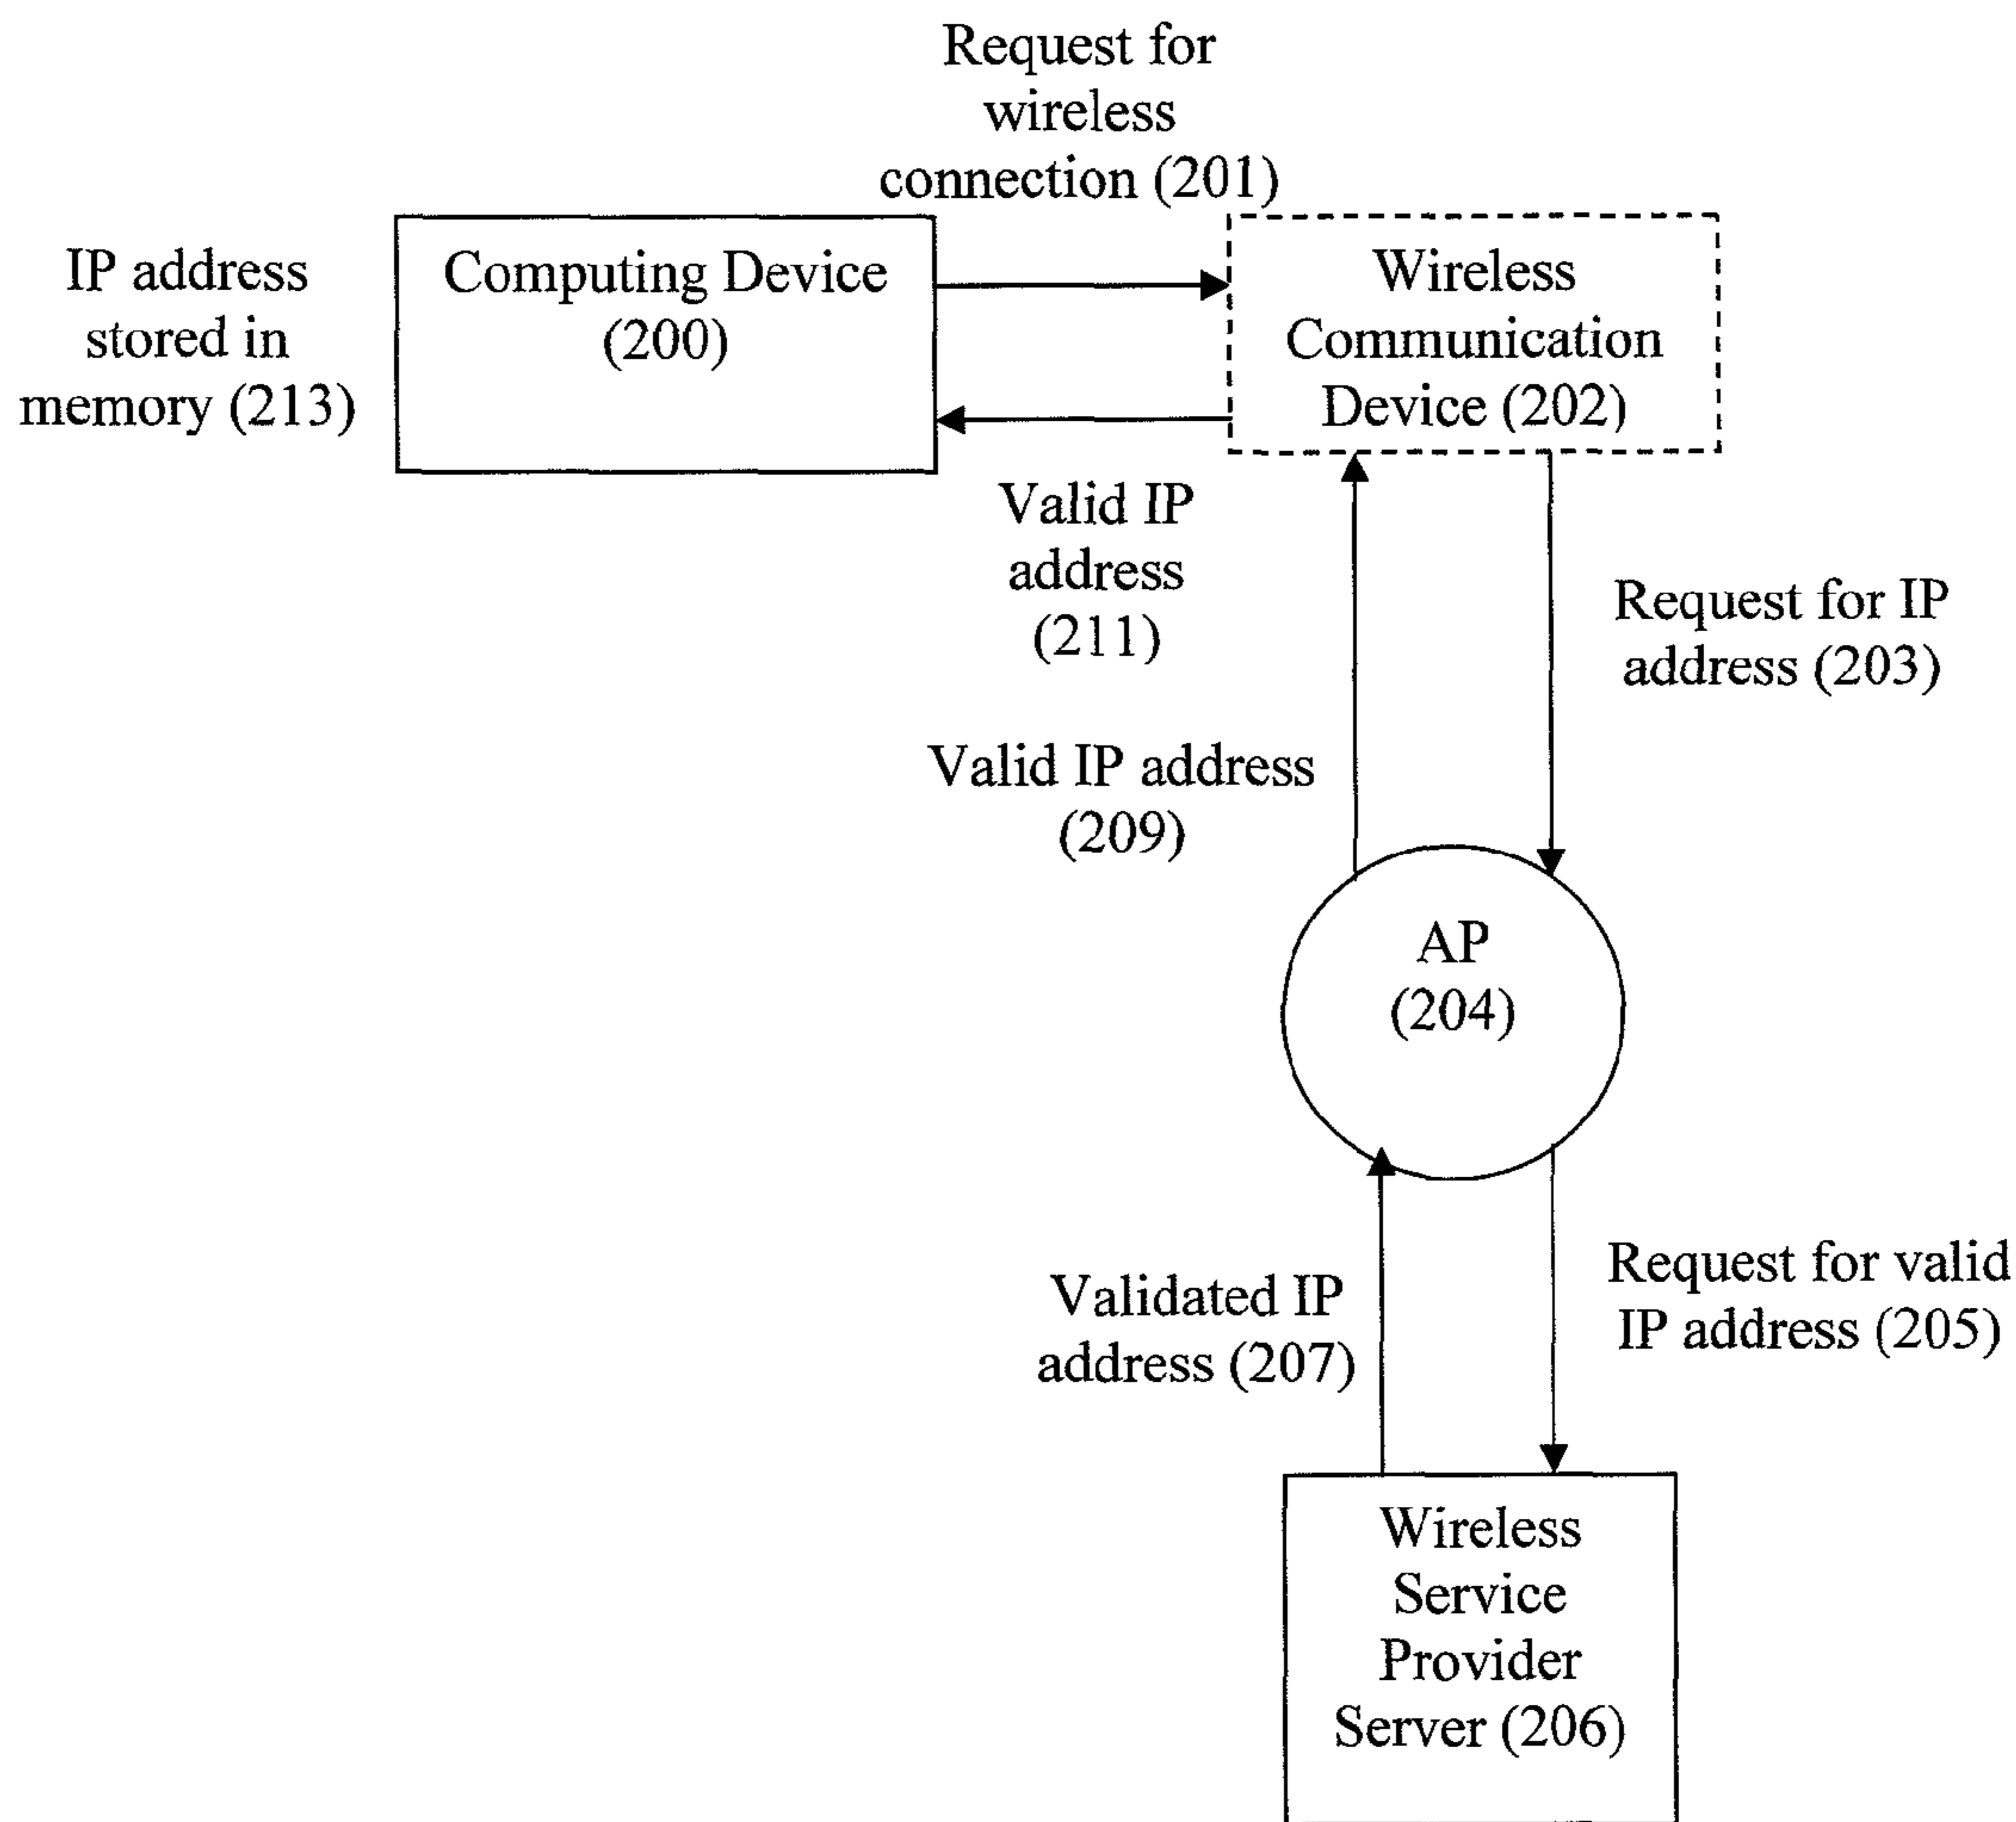 Request for
wireless
connection (201)
IP address
stored in
memory (213)
Computing Device
(200)
Wireless
Communication
Device (202)
Valid IP
address
(211)
Request for IP
address (203)
Valid IP address
(209)
AP
(204)
Validated IP
address (207)
Request for valid
IP address (205)
Wireless
Service
Provider
Server (206)